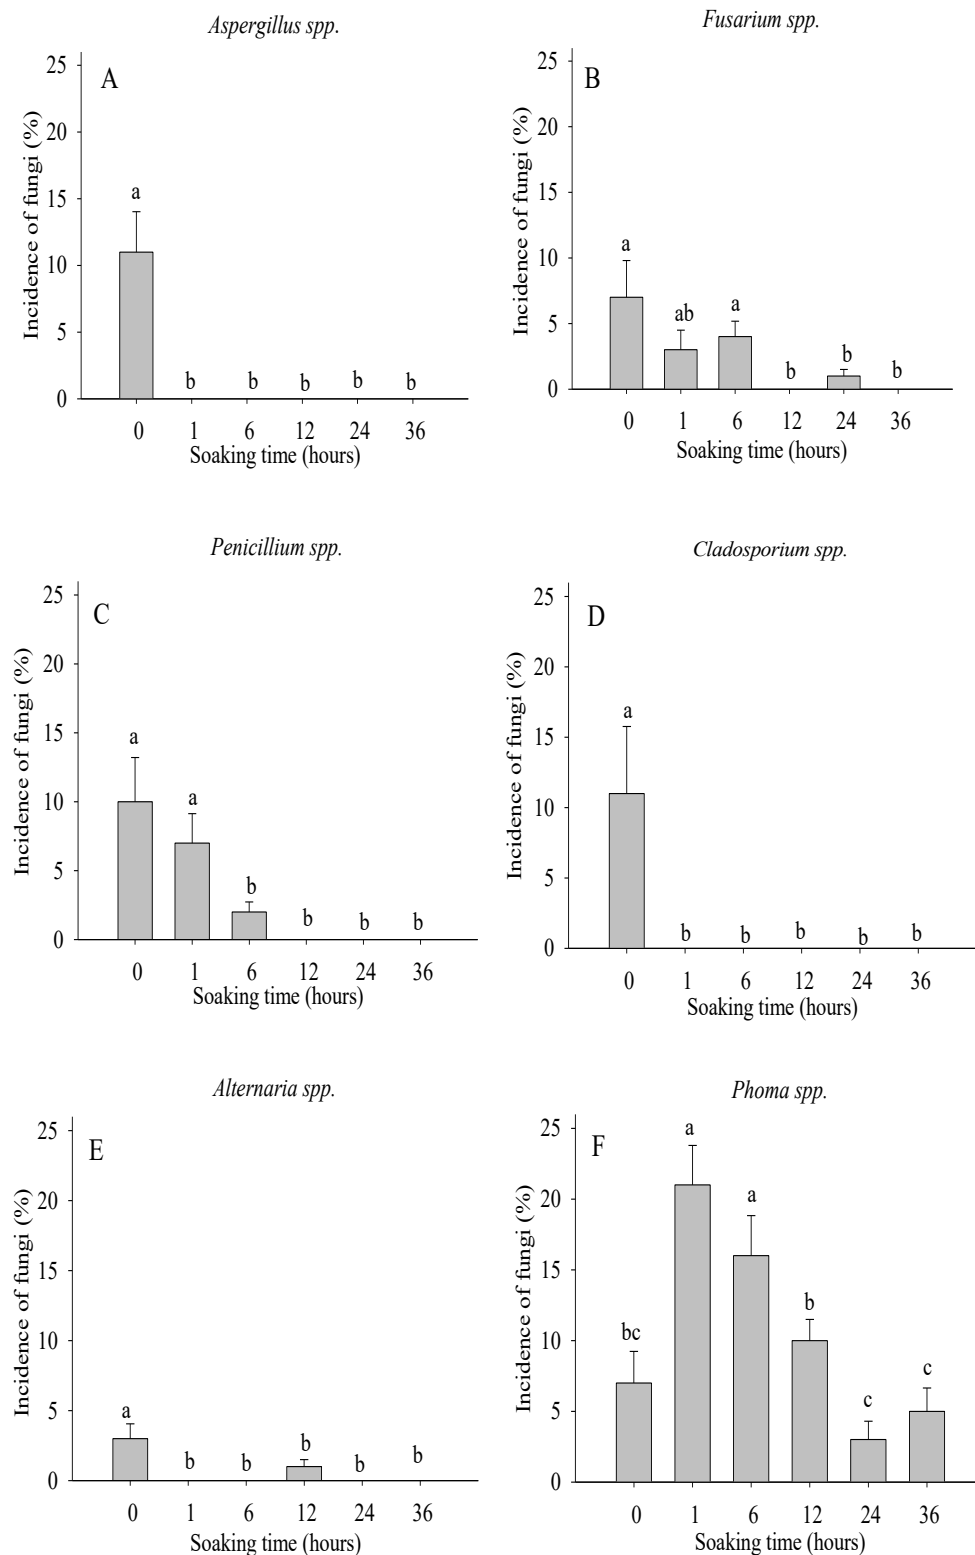 Aspergillus spp.
A
Incidence of fungi (%)
25
20
15
10
5
0
a
b
b
b
b
b
0 1 6 12 24 36
Soaking time (hours)
Fusarium spp.
B
Incidence of fungi (%)
25
20
15
10
5
0
a
ab
a
b
b
b
0 1 6 12 24 36
Soaking time (hours)
Penicillium spp.
C
Incidence of fungi (%)
25
20
15
10
5
0
a
a
b
b
b
b
0 1 6 12 24 36
Soaking time (hours)
Cladosporium spp.
D
Incidence of fungi (%)
25
20
15
10
5
0
a
b
b
b
b
b
0 1 6 12 24 36
Soaking time (hours)
Alternaria spp.
E
Incidence of fungi (%)
25
20
15
10
5
0
a
b
b
b
b
b
0 1 6 12 24 36
Soaking time (hours)
Phoma spp.
F
Incidence of fungi (%)
25
20
15
10
5
0
bc
a
a
b
c
c
0 1 6 12 24 36
Soaking time (hours)